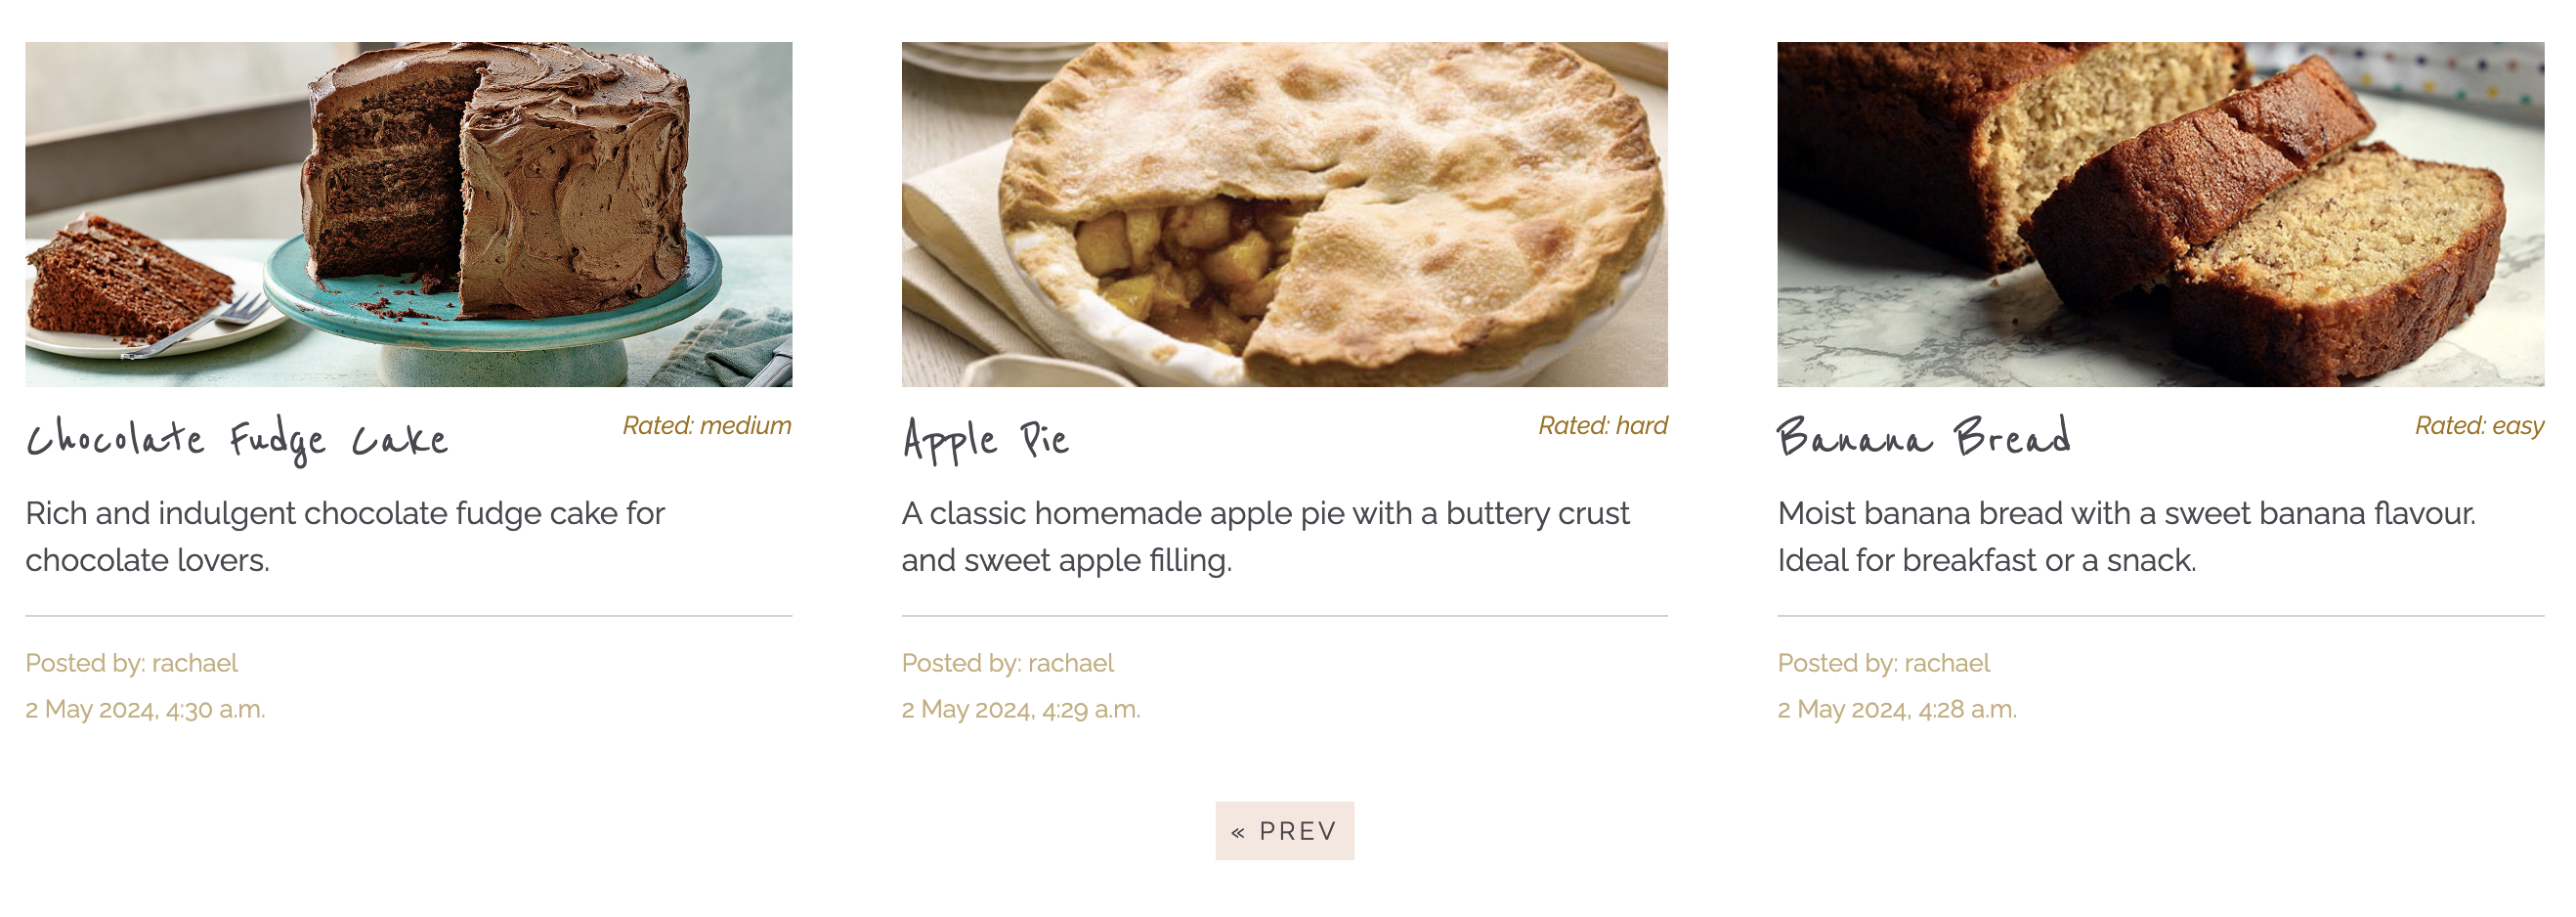 Chocolate Fudge Cake
Rated: medium
Rich and indulgent chocolate fudge cake for
chocolate lovers.
Posted by: rachael
2 May 2024, 4:30 a.m.
Apple Pie
Rated: hard
A classic homemade apple pie with a buttery crust
and sweet apple filling.
Posted by: rachael
2 May 2024, 4:29 a.m.
Banana Bread
Rated: easy
Moist banana bread with a sweet banana flavour.
Ideal for breakfast or a snack.
Posted by: rachael
2 May 2024, 4:28 a.m.
« PREV